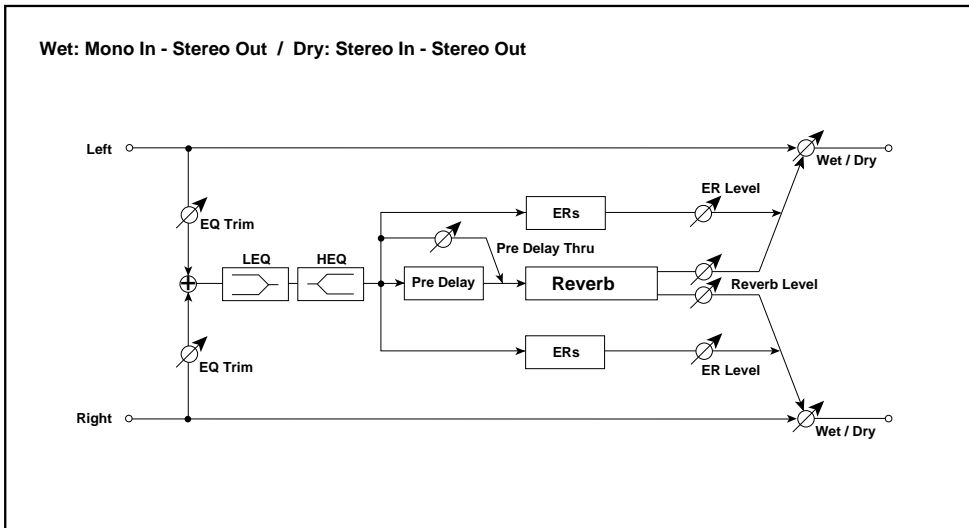 Wet: Mono In - Stereo Out / Dry: Stereo In - Stereo Out
Left
Wet / Dry
ER Level
ERs
EQ Trim
Pre Delay Thru
LEQ
HEQ
Pre Delay
Reverb
Reverb Level
ERs
EQ Trim
ER Level
Right
Wet / Dry